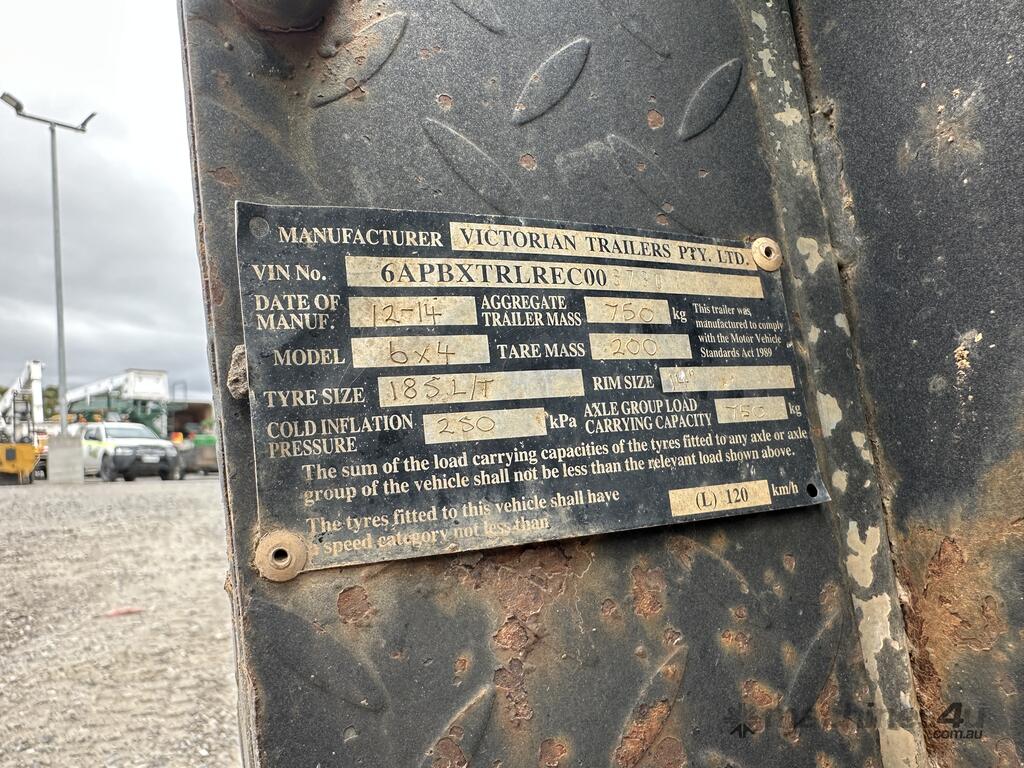 MANUFACTURER VICTORIAN TRAILERS PTY. LTD.
VIN No. 6APBXTRLREC00
DATE OF MANUF. 12-14 AGGREGATE TRAILER MASS 750 kg This trailer was manufactured to comply with the Motor Vehicle Standards Act 1989
MODEL 6x4 TARE MASS 200
TYRE SIZE 185 L/T RIM SIZE 14"
COLD INFLATION PRESSURE 250 kPa AXLE GROUP LOAD CARRYING CAPACITY 750 kg
The sum of the load carrying capacities of the tyres fitted to any axle or axle
group of the vehicle shall not be less than the relevant load shown above.
The tyres fitted to this vehicle shall have
a speed category not less than (L) 120 km/h
machinery4u
.com.au